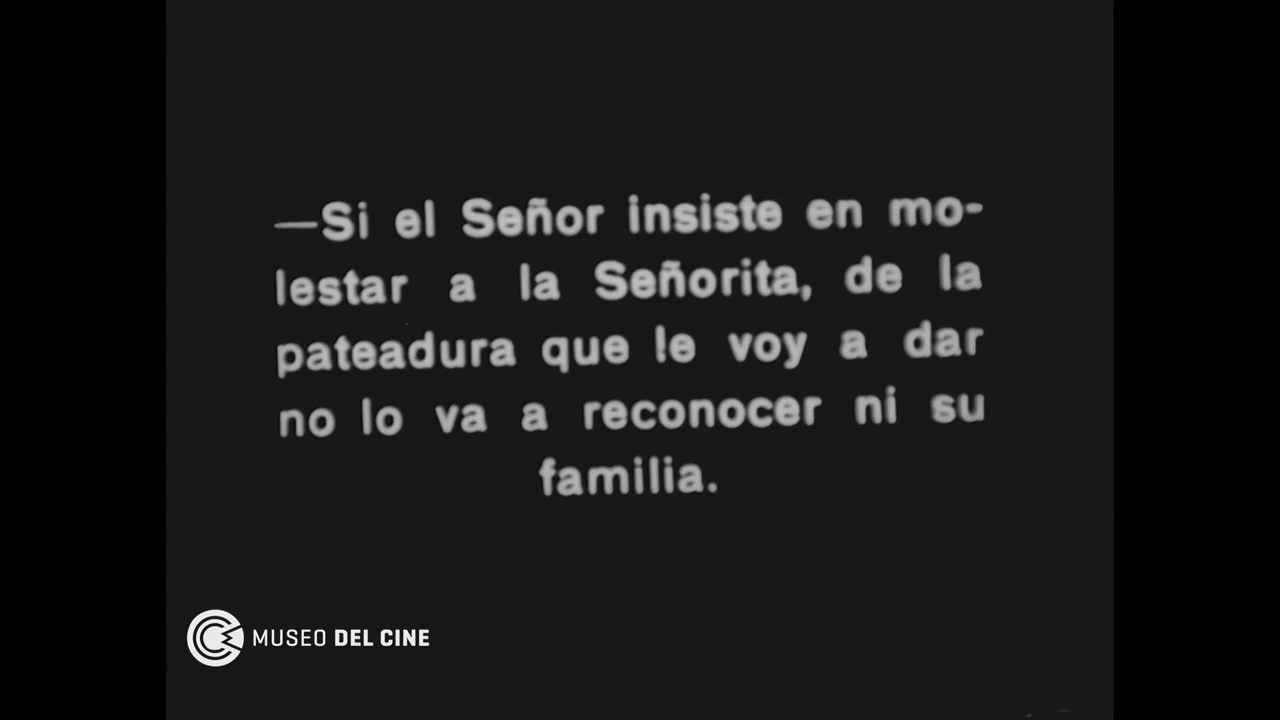 —Si el Señor insiste en mo-
lestar a la Señorita, de la
pateadura que le voy a dar
no lo va a reconocer ni su
familia.
MUSEO DEL CINE